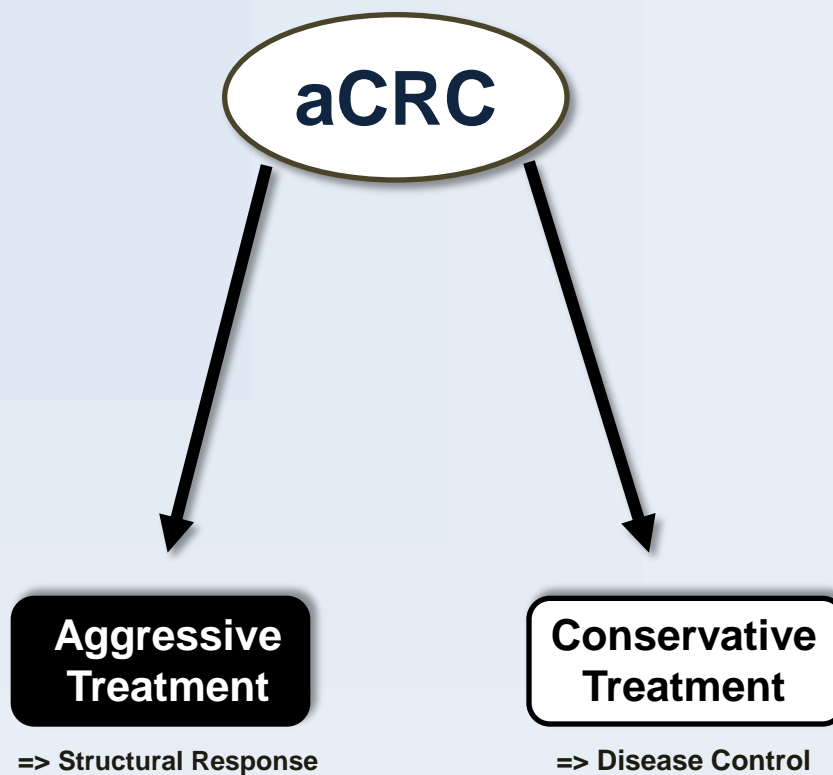 aCRC
Aggressive
Treatment
Conservative
Treatment
=> Structural Response
=> Disease Control